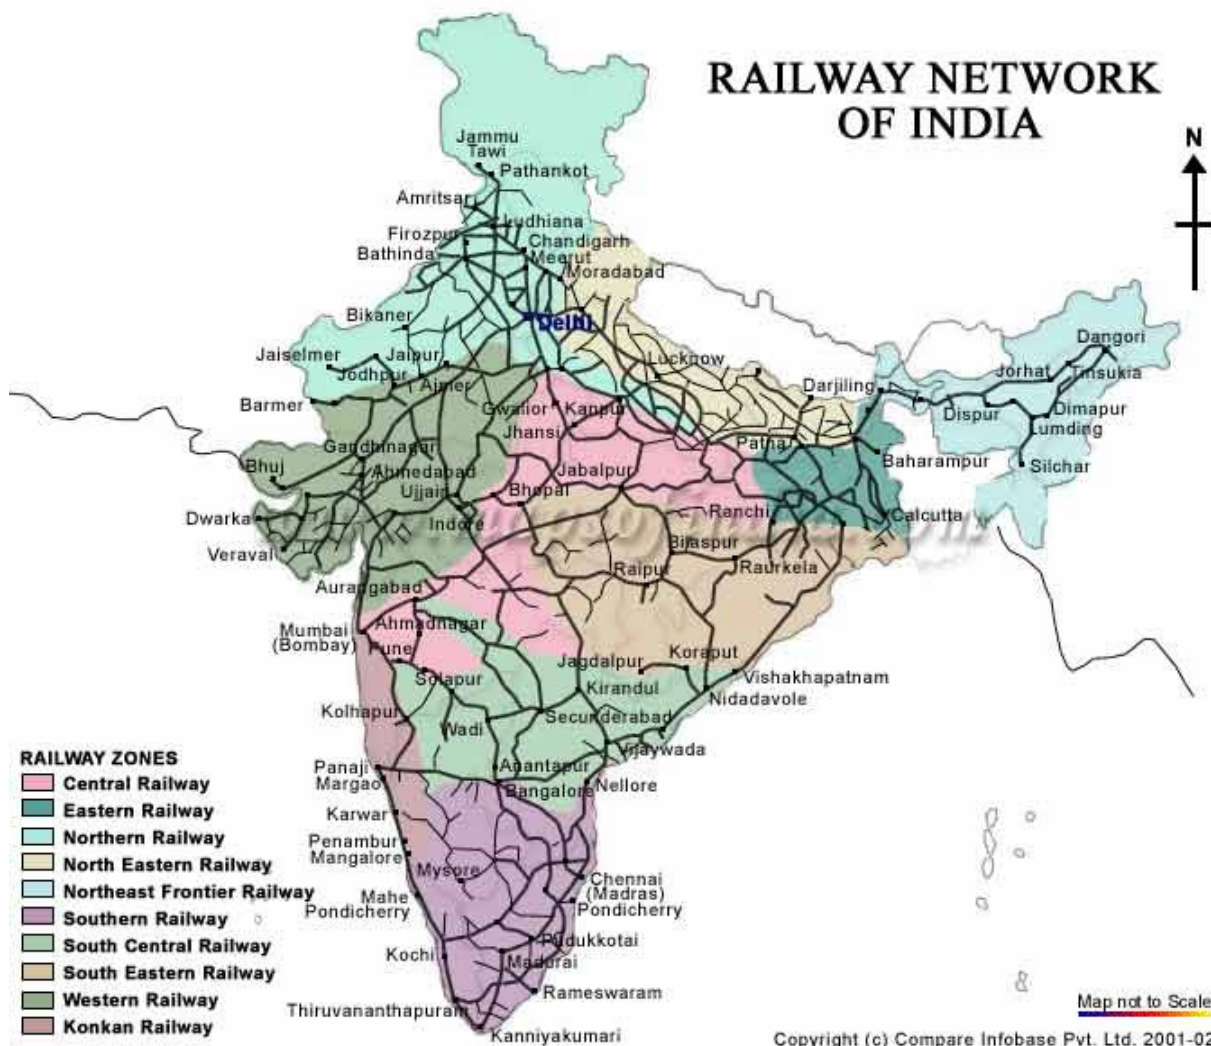 RAILWAY NETWORK
OF INDIA
N
Jammu
Tawi
Pathankot
Amritsar
Ludhiana
Firozpur
Chandigarh
Bathinda
Meerut
Moradabad
Bikaner
Delhi
Dangori
Jaiselmer
Jaipur
Lucknow
Jorhat
Tinsukia
Jodhpur
Ajmer
Darjiling
Barmer
Gwalior
Kanpur
Dispur
Dimapur
Jhansi
Lumding
Gandhinagar
Patha
Baharampur
Bhuj
Ahmedabad
Jabalpur
Silchar
Ujjain
Bhopal
Dwarka
Indore
Ranchi
Calcutta
Veraval
Bijaspur
Raipur
Raurkela
Aurangabad
Mumbai
(Bombay)
Ahmadnagar
Pune
Jagdalpur
Koraput
Solapur
Kirandul
Vishakhapatnam
Nidadavole
Kolhapur
Wadi
Secunderabad
Vijaywada
RAILWAY ZONES
Central Railway
Eastern Railway
Northern Railway
North Eastern Railway
Northeast Frontier Railway
Southern Railway
South Central Railway
South Eastern Railway
Western Railway
Konkan Railway
Panaji
Margao
Anantapur
Bangalore
Nellore
Karwar
Penambur
Mangalore
Mysore
Chennai
(Madras)
Mahe
Pondicherry
Pondicherry
Pudukkotai
Kochi
Madurai
Rameswaram
Thiruvananthapuram
Kanniyakumari
Map not to Scale
Copyright (c) Compare Infobase Pvt. Ltd. 2001-02